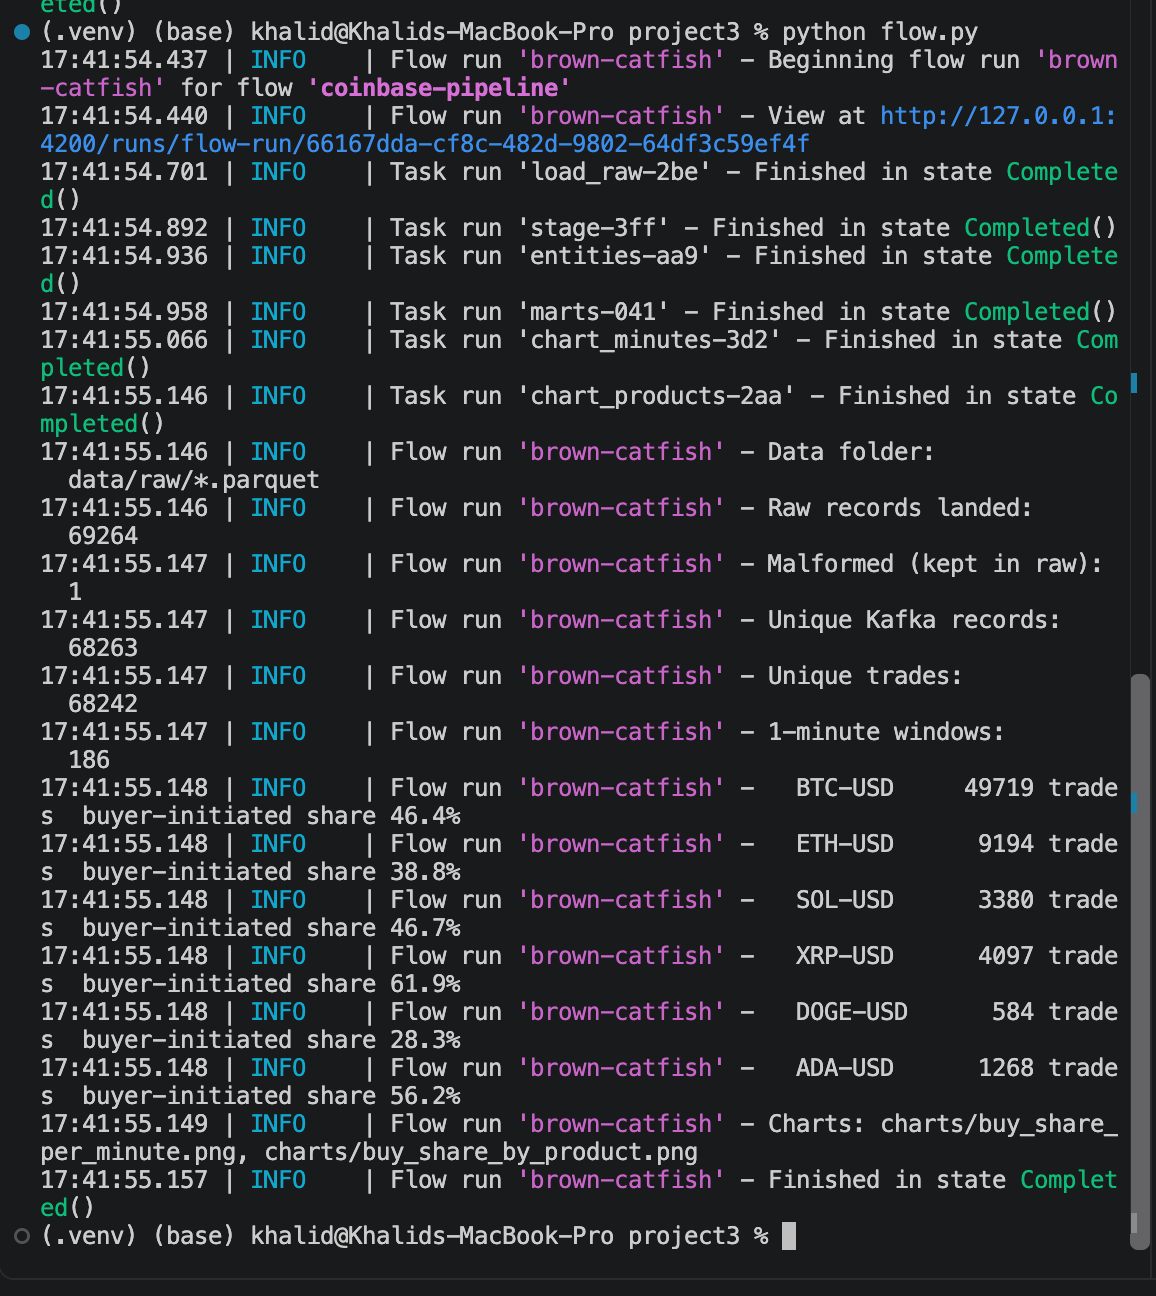 eted()
(.venv) (base) khalid@Khalids-MacBook-Pro project3 % python flow.py
17:41:54.437 | INFO    | Flow run 'brown-catfish' - Beginning flow run 'brown
-catfish' for flow 'coinbase-pipeline'
17:41:54.440 | INFO    | Flow run 'brown-catfish' - View at http://127.0.0.1:
4200/runs/flow-run/66167dda-cf8c-482d-9802-64df3c59ef4f
17:41:54.701 | INFO    | Task run 'load_raw-2be' - Finished in state Complete
d()
17:41:54.892 | INFO    | Task run 'stage-3ff' - Finished in state Completed()
17:41:54.936 | INFO    | Task run 'entities-aa9' - Finished in state Complete
d()
17:41:54.958 | INFO    | Task run 'marts-041' - Finished in state Completed()
17:41:55.066 | INFO    | Task run 'chart_minutes-3d2' - Finished in state Com
pleted()
17:41:55.146 | INFO    | Task run 'chart_products-2aa' - Finished in state Co
mpleted()
17:41:55.146 | INFO    | Flow run 'brown-catfish' - Data folder:
  data/raw/*.parquet
17:41:55.146 | INFO    | Flow run 'brown-catfish' - Raw records landed:
  69264
17:41:55.147 | INFO    | Flow run 'brown-catfish' - Malformed (kept in raw):
  1
17:41:55.147 | INFO    | Flow run 'brown-catfish' - Unique Kafka records:
  68263
17:41:55.147 | INFO    | Flow run 'brown-catfish' - Unique trades:
  68242
17:41:55.147 | INFO    | Flow run 'brown-catfish' - 1-minute windows:
  186
17:41:55.148 | INFO    | Flow run 'brown-catfish' -   BTC-USD     49719 trade
s  buyer-initiated share 46.4%
17:41:55.148 | INFO    | Flow run 'brown-catfish' -   ETH-USD      9194 trade
s  buyer-initiated share 38.8%
17:41:55.148 | INFO    | Flow run 'brown-catfish' -   SOL-USD      3380 trade
s  buyer-initiated share 46.7%
17:41:55.148 | INFO    | Flow run 'brown-catfish' -   XRP-USD      4097 trade
s  buyer-initiated share 61.9%
17:41:55.148 | INFO    | Flow run 'brown-catfish' -   DOGE-USD      584 trade
s  buyer-initiated share 28.3%
17:41:55.148 | INFO    | Flow run 'brown-catfish' -   ADA-USD      1268 trade
s  buyer-initiated share 56.2%
17:41:55.149 | INFO    | Flow run 'brown-catfish' - Charts: charts/buy_share_
per_minute.png, charts/buy_share_by_product.png
17:41:55.157 | INFO    | Flow run 'brown-catfish' - Finished in state Complet
ed()
(.venv) (base) khalid@Khalids-MacBook-Pro project3 %